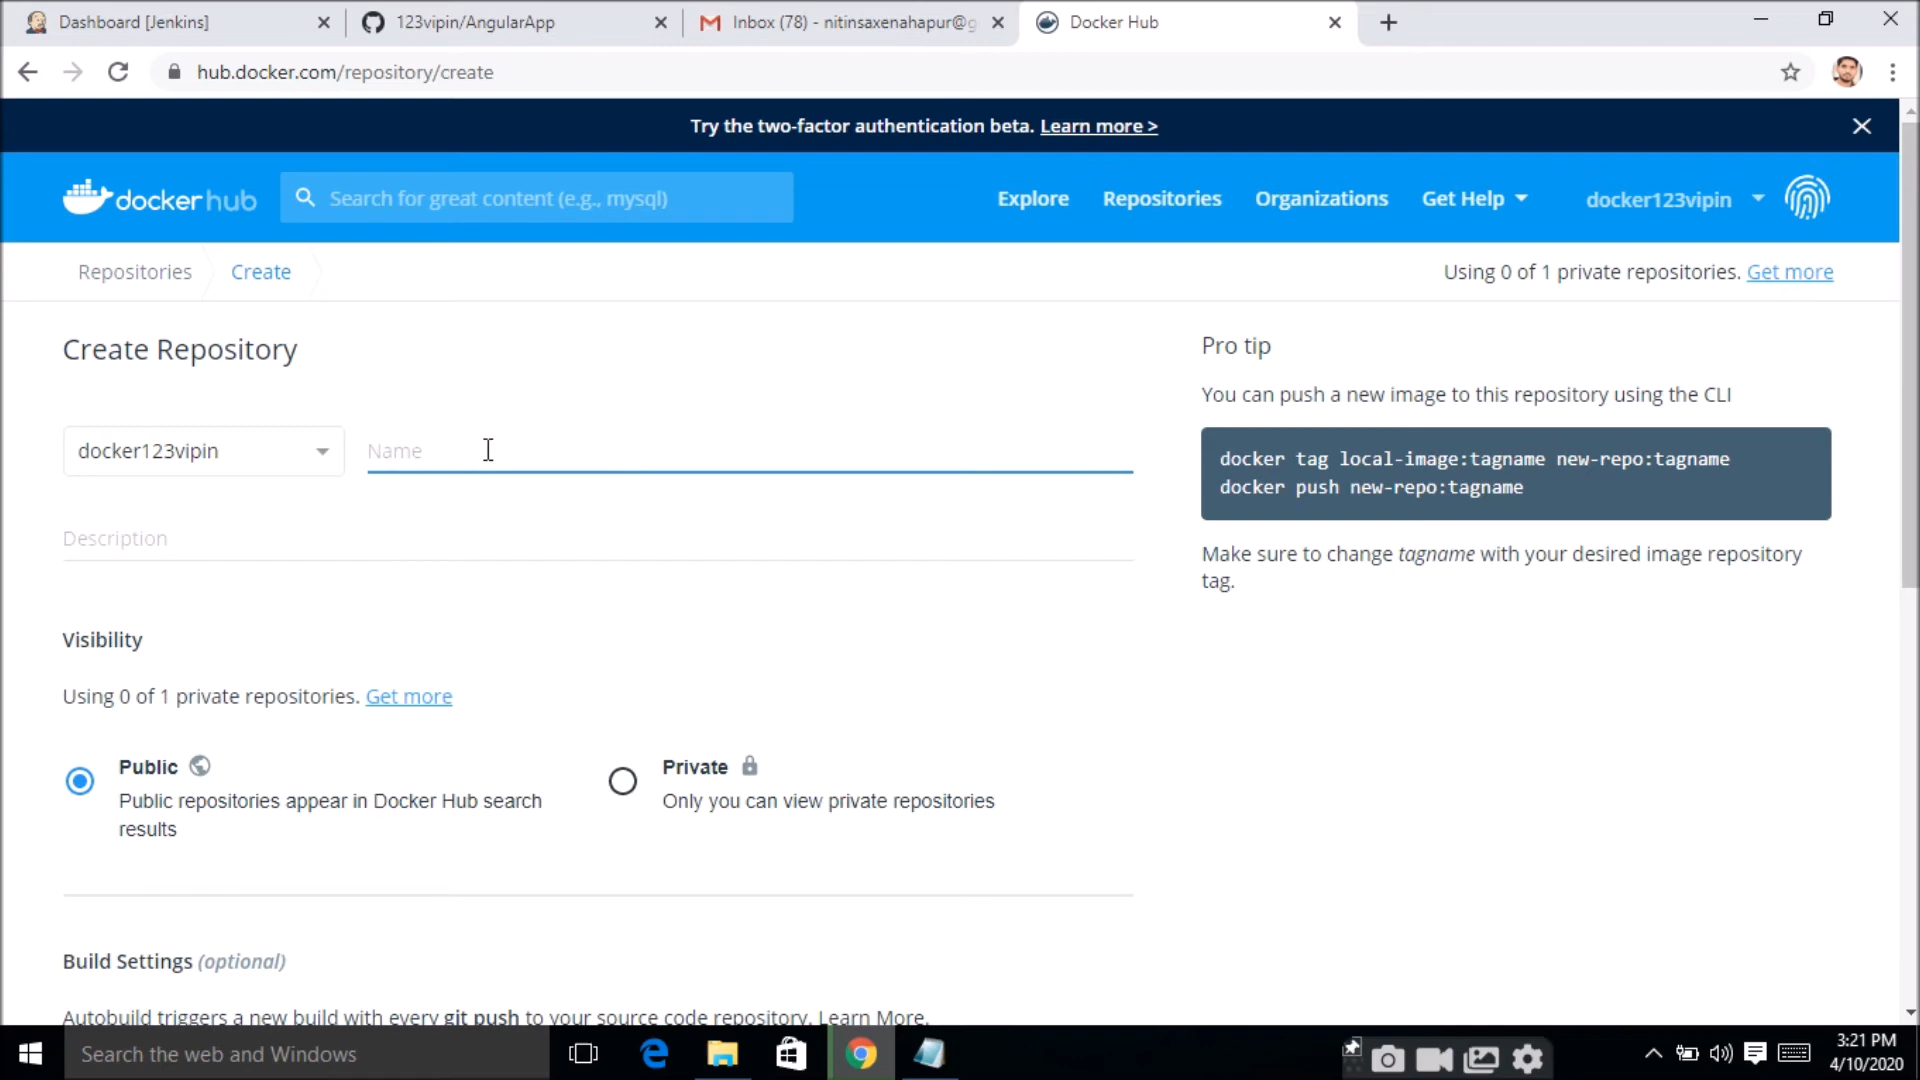 Dashboard [Jenkins]
123vipin/AngularApp
Inbox (78) - nitinsaxenahapur@g
Docker Hub
hub.docker.com/repository/create
Try the two-factor authentication beta. Learn more >
docker hub
Search for great content (e.g., mysql)
Explore
Repositories
Organizations
Get Help
docker123vipin
Repositories
Create
Using 0 of 1 private repositories. Get more
Create Repository
docker123vipin
Name
Description
Pro tip
You can push a new image to this repository using the CLI
docker tag local-image:tagname new-repo:tagname
docker push new-repo:tagname
Make sure to change tagname with your desired image repository
tag.
Visibility
Using 0 of 1 private repositories. Get more
Public
Public repositories appear in Docker Hub search
results
Private
Only you can view private repositories
Build Settings (optional)
Autobuild triggers a new build with every git push to your source code repository. Learn More.
Search the web and Windows
3:21 PM
4/10/2020